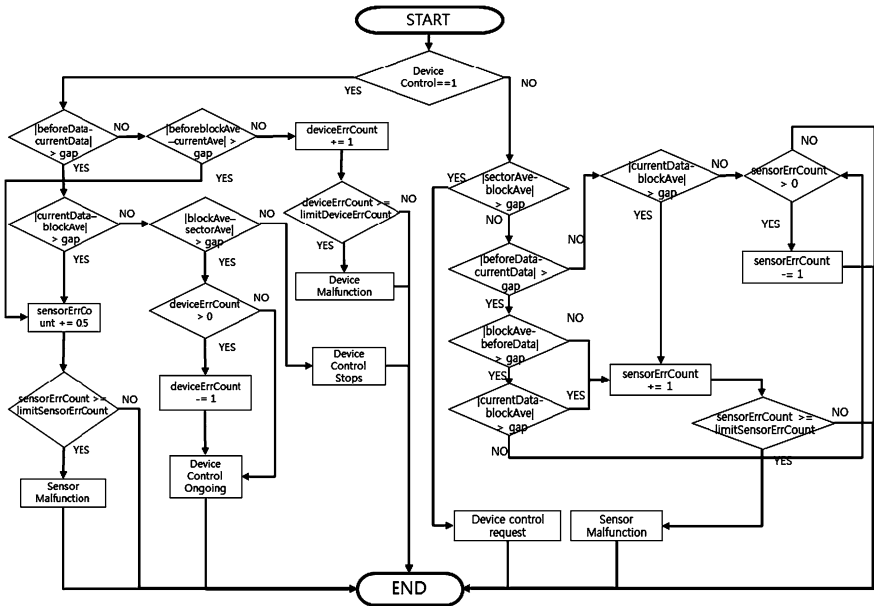 START
Device
Control==1
YES
NO
|beforeData-
currentData|
> gap
NO
YES
|beforeblockAve
–currentAve| >
gap
NO
YES
deviceErrCount
+= 1
deviceErrCount >=
limitDeviceErrCount
NO
YES
Device
Malfunction
|currentData–
blockAve|
> gap
NO
YES
|blockAve–
sectorAve|
> gap
NO
YES
deviceErrCount
> 0
NO
YES
deviceErrCount
-= 1
Device
Control
Ongoing
Device
Control
Stops
sensorErrCo
unt += 0.5
sensorErrCount >=
limitSensorErrCount
NO
YES
Sensor
Malfunction
|sectorAve-
blockAve|
> gap
YES
NO
|beforeData-
currentData| >
gap
NO
YES
|blockAve-
beforeData|
> gap
NO
YES
|currentData-
blockAve|
> gap
YES
NO
|currentData-
blockAve|
> gap
NO
YES
sensorErrCount
> 0
NO
YES
sensorErrCount
-= 1
sensorErrCount
+= 1
sensorErrCount >=
limitSensorErrCount
NO
YES
Device control
request
Sensor
Malfunction
END